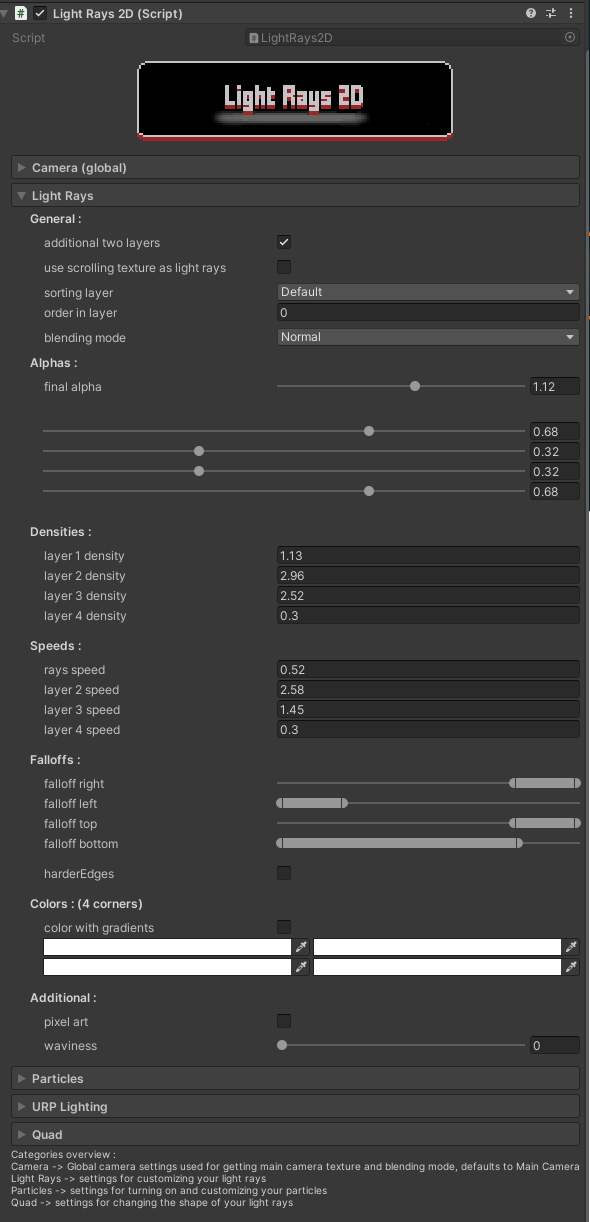 Light Rays 2D (Script)
Script LightRays2D
Light Rays 2D
Camera (global)
Light Rays
General :
additional two layers
use scrolling texture as light rays
sorting layer Default
order in layer 0
blending mode Normal
Alphas :
final alpha 1.12
0.68
0.32
0.32
0.68
Densities :
layer 1 density 1.13
layer 2 density 2.96
layer 3 density 2.52
layer 4 density 0.3
Speeds :
rays speed 0.52
layer 2 speed 2.58
layer 3 speed 1.45
layer 4 speed 0.3
Falloffs :
falloff right
falloff left
falloff top
falloff bottom
harderEdges
Colors : (4 corners)
color with gradients
Additional :
pixel art
waviness 0
Particles
URP Lighting
Quad
Categories overview :
Camera -> Global camera settings used for getting main camera texture and blending mode, defaults to Main Camera
Light Rays -> settings for customizing your light rays
Particles -> settings for turning on and customizing your particles
Quad -> settings for changing the shape of your light rays